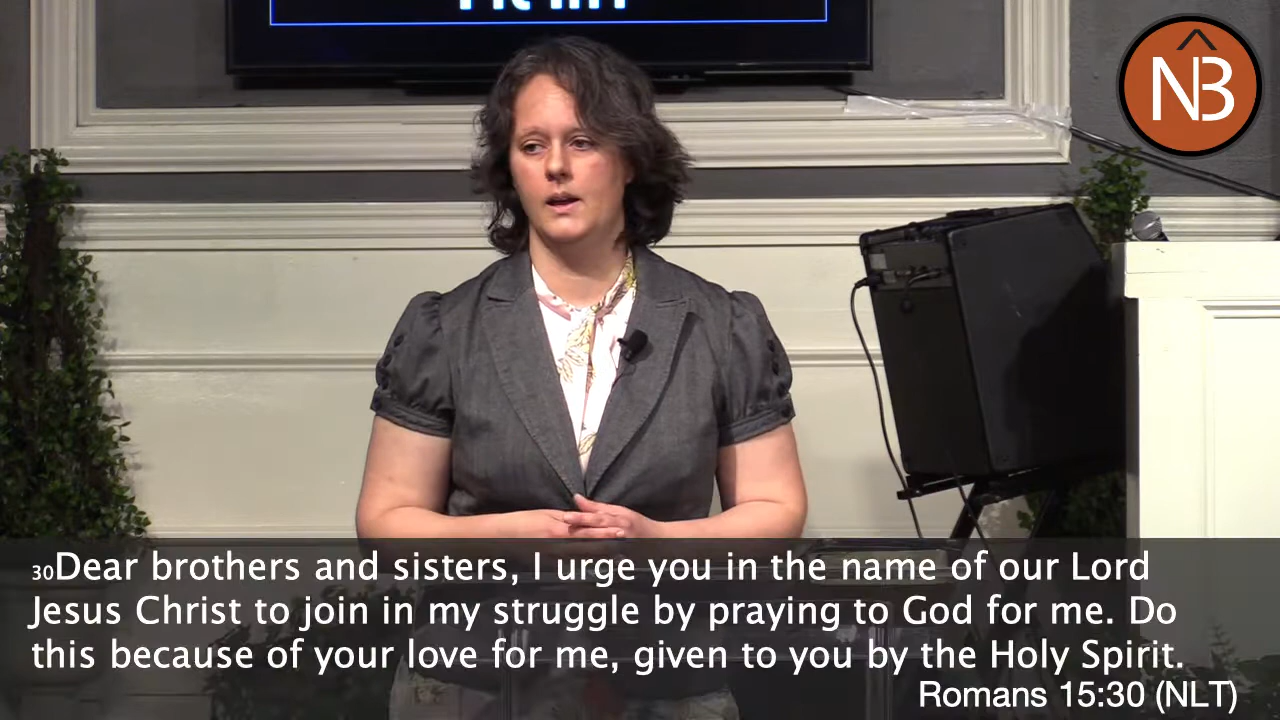 NB
30Dear brothers and sisters, I urge you in the name of our Lord
Jesus Christ to join in my struggle by praying to God for me. Do
this because of your love for me, given to you by the Holy Spirit.
Romans 15:30 (NLT)